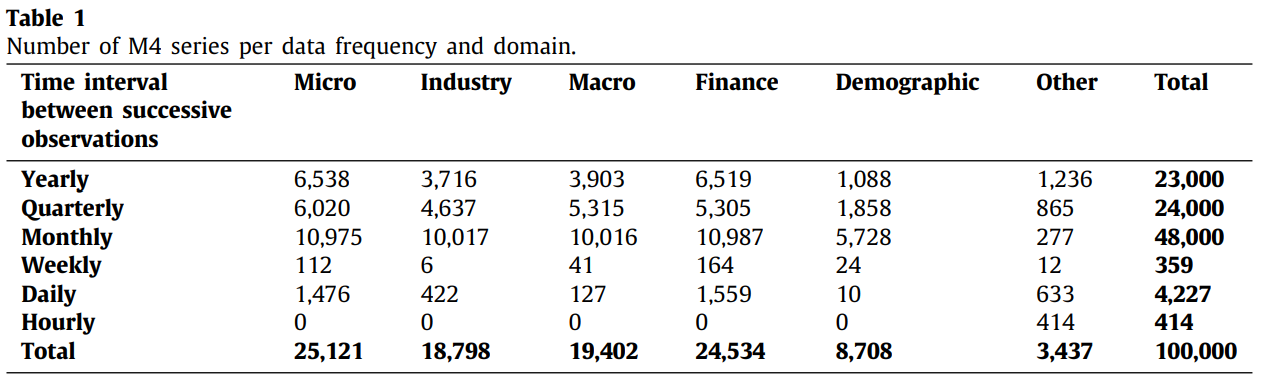 Table 1
Number of M4 series per data frequency and domain.
Time interval Micro Industry Macro Finance Demographic Other Total
between successive
observations
Yearly 6,538 3,716 3,903 6,519 1,088 1,236 23,000
Quarterly 6,020 4,637 5,315 5,305 1,858 865 24,000
Monthly 10,975 10,017 10,016 10,987 5,728 277 48,000
Weekly 112 6 41 164 24 12 359
Daily 1,476 422 127 1,559 10 633 4,227
Hourly 0 0 0 0 0 414 414
Total 25,121 18,798 19,402 24,534 8,708 3,437 100,000